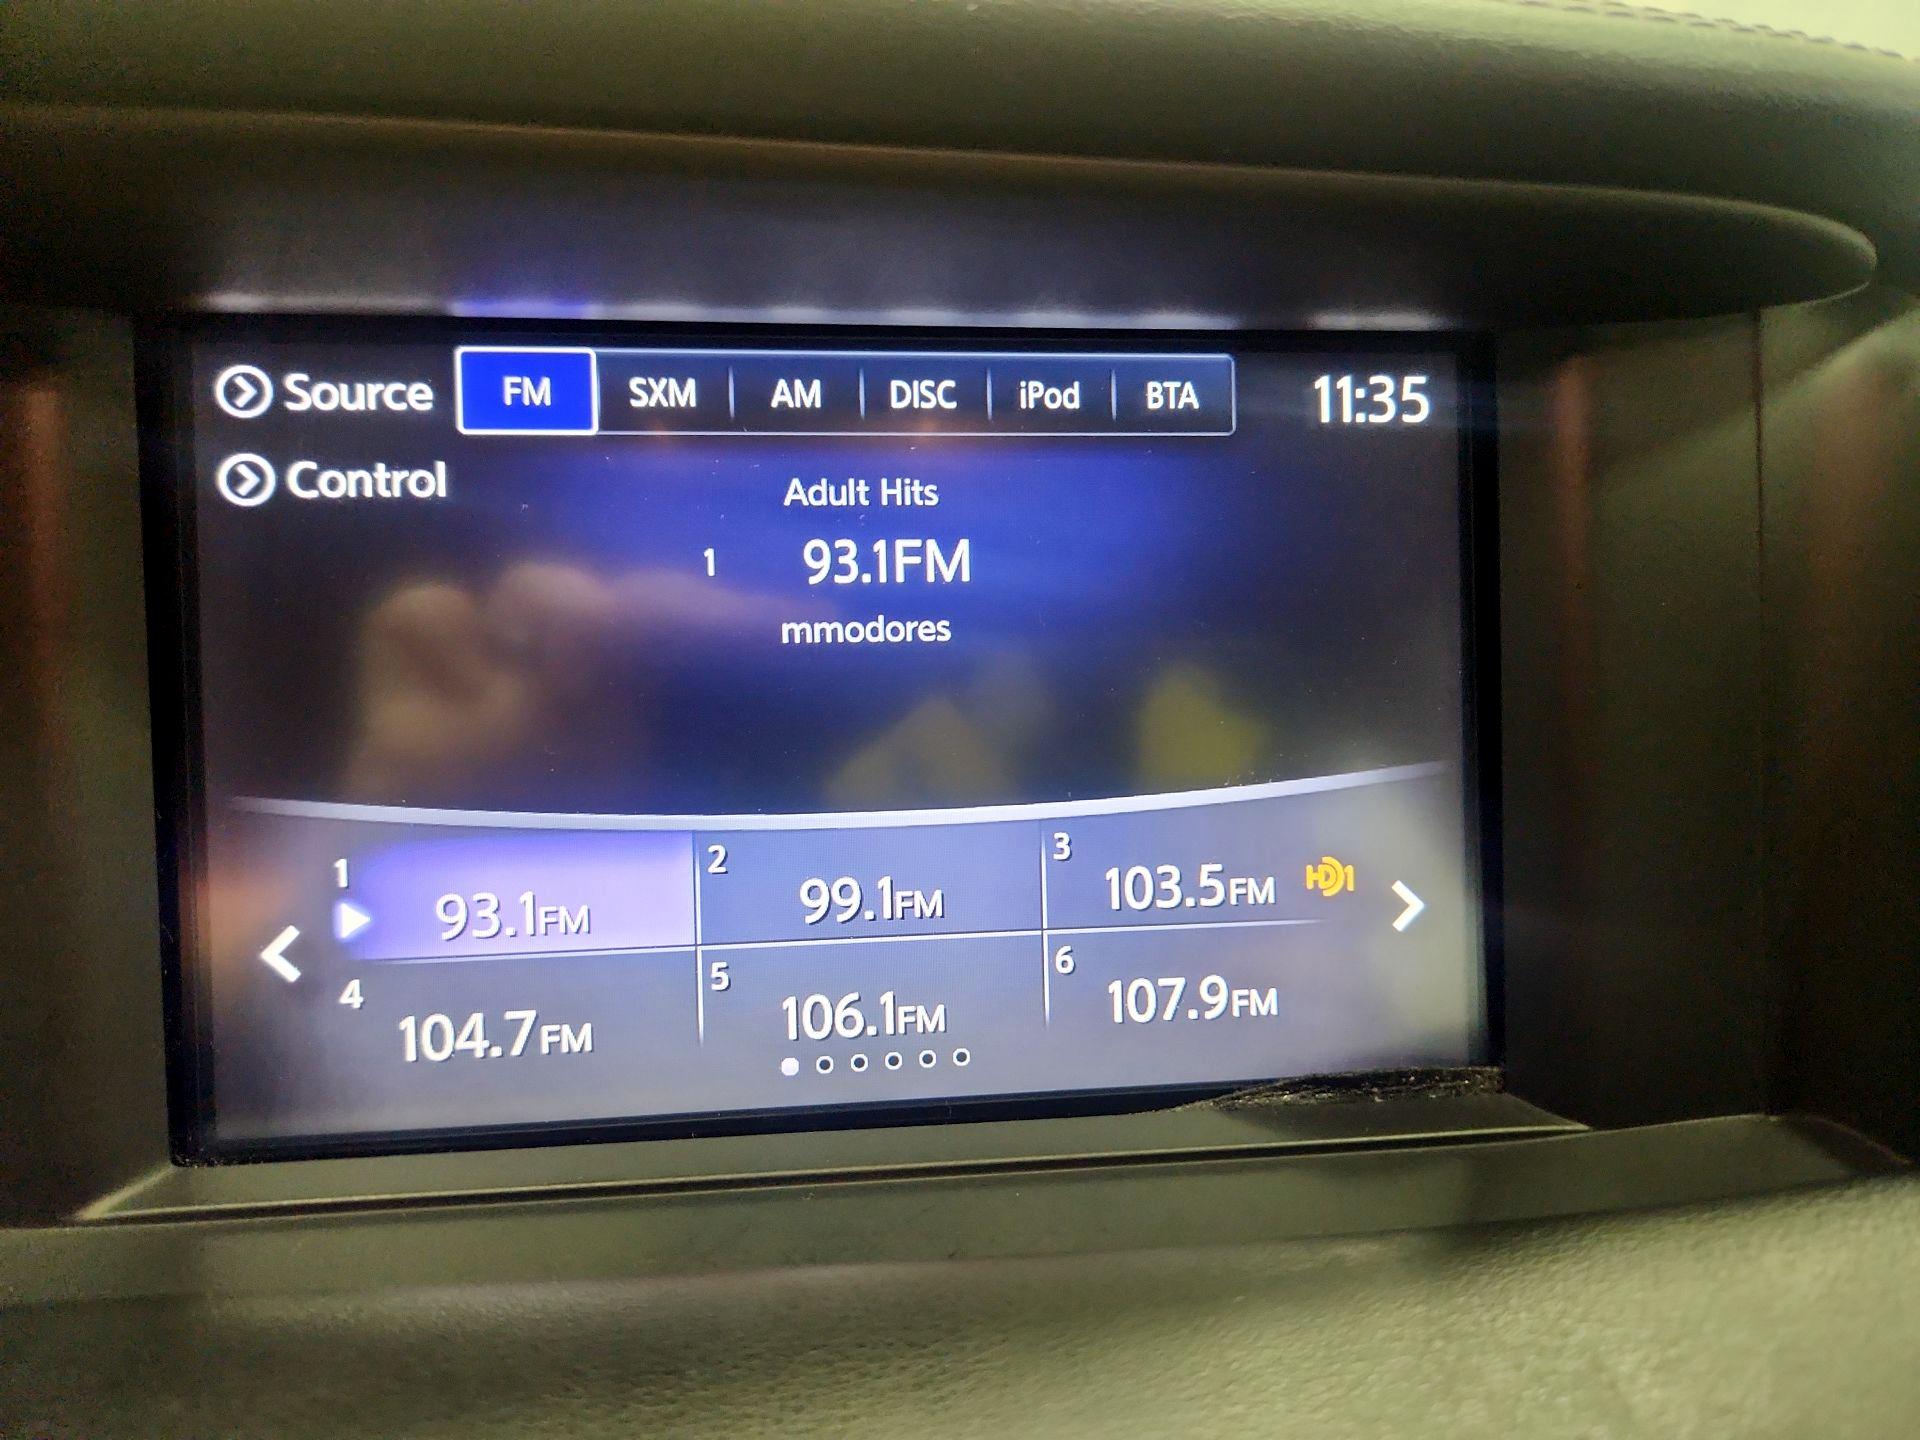 Source FM SXM AM DISC iPod BTA 11:35
Control
Adult Hits
1 93.1FM
mmodores
1 93.1FM 2 99.1FM 3 103.5FM HD1
4 104.7FM 5 106.1FM 6 107.9FM